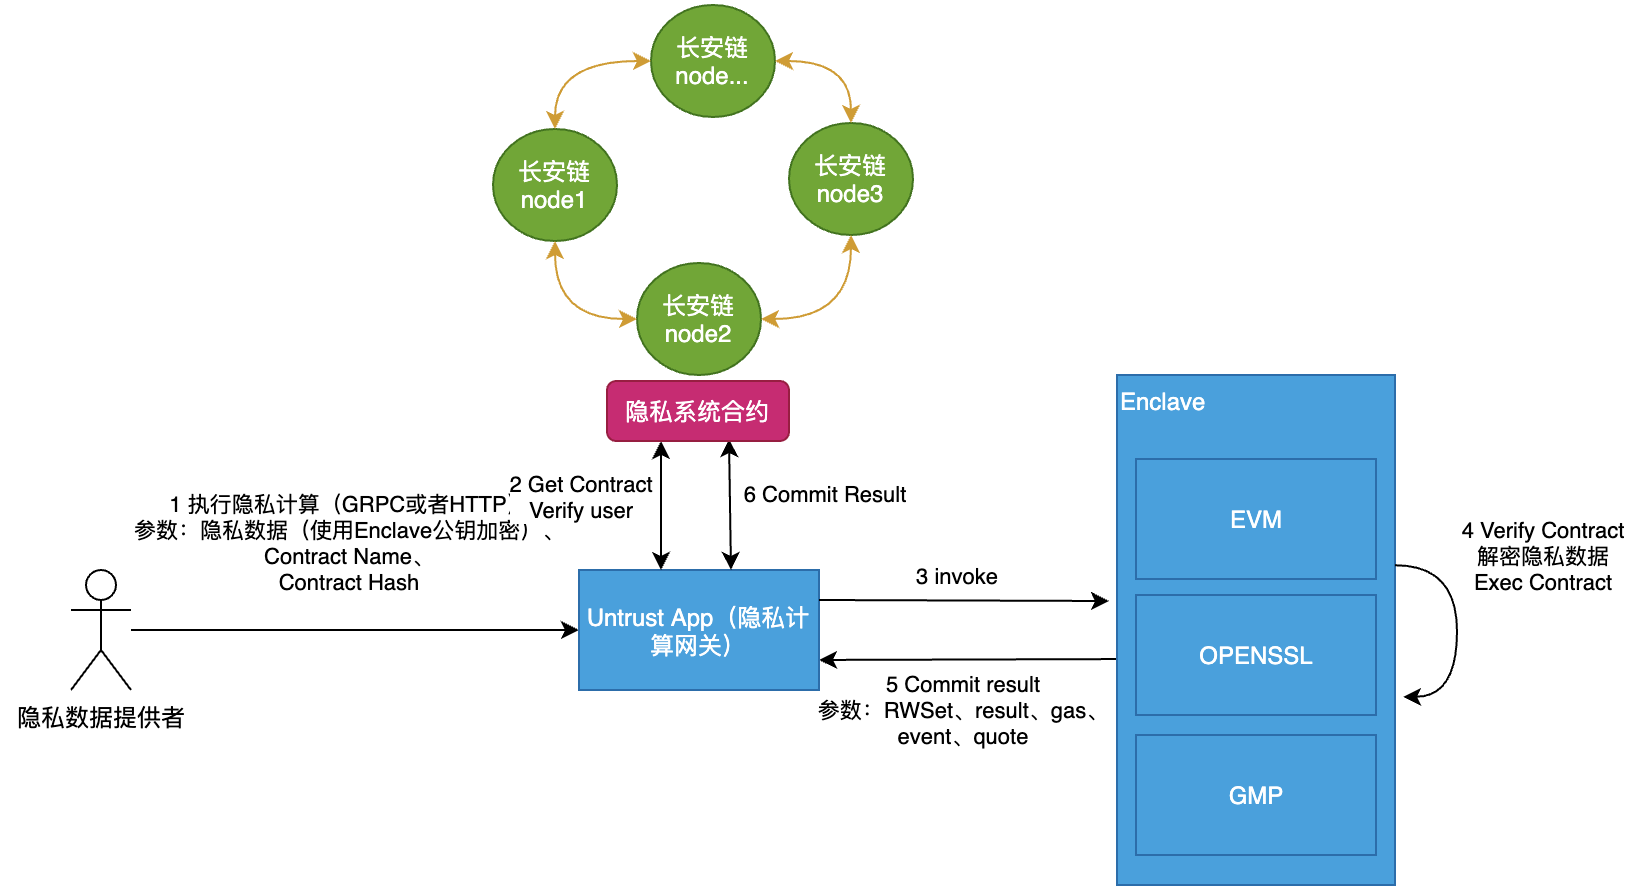 长安链
node...
长安链
node1
长安链
node3
长安链
node2
隐私系统合约
1 执行隐私计算（GRPC或者HTTP）
参数：隐私数据（使用Enclave公钥加密）、
Contract Name、
Contract Hash
2 Get Contract
Verify user
6 Commit Result
隐私数据提供者
Untrust App（隐私计
算网关）
3 invoke
5 Commit result
参数：RWSet、result、gas、
event、quote
Enclave
EVM
OPENSSL
GMP
4 Verify Contract
解密隐私数据
Exec Contract